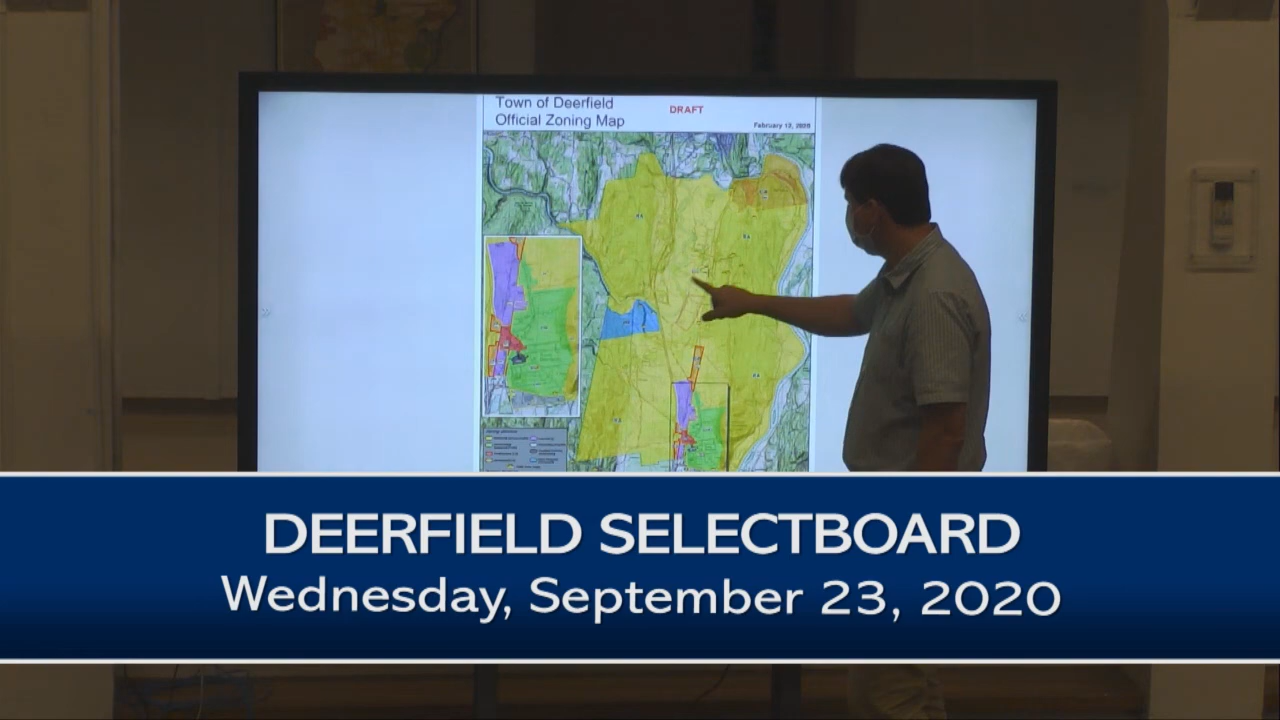 Town of Deerfield
Official Zoning Map
DRAFT
February 12, 2020
DEERFIELD SELECTBOARD
Wednesday, September 23, 2020